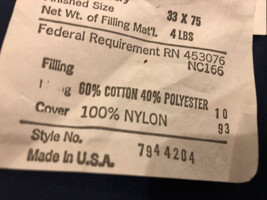 Finished Size 33 X 75
Net Wt. of Filling Mat'l. 4 LBS
Federal Requirement RN 453076
NC166
Filling
60% COTTON 40% POLYESTER 10
Cover 100% NYLON 93
Style No. 7944204
Made in U.S.A.